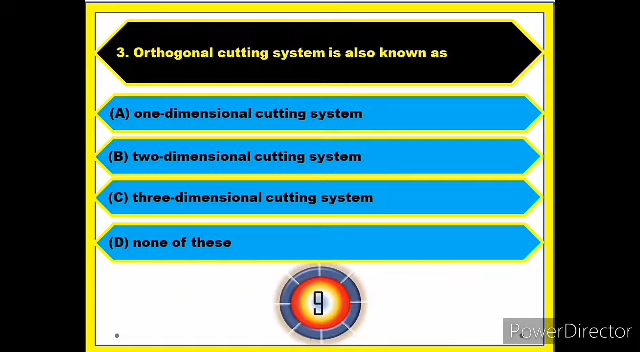 3. Orthogonal cutting system is also known as
(A) one-dimensional cutting system
(B) two-dimensional cutting system
(C) three-dimensional cutting system
(D) none of these
9
PowerDirector